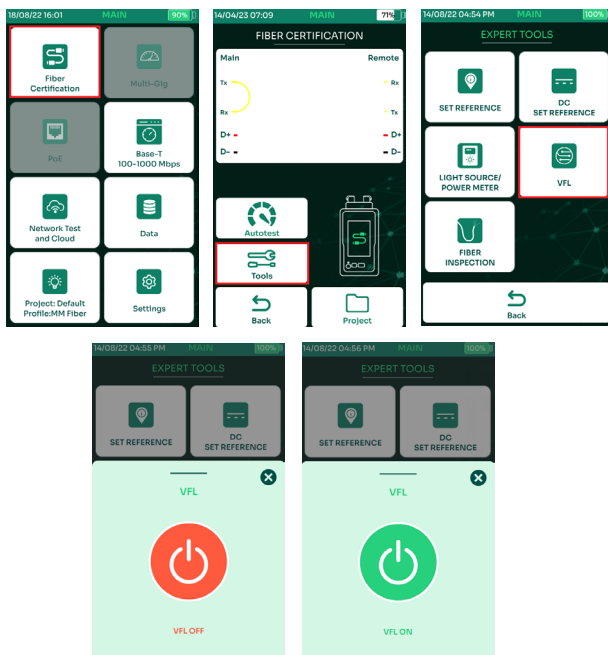 18/08/22 16:01 MAIN 90%
Fiber
Certification
Multi-Gig
PoE
Base-T
100-1000 Mbps
Network Test
and Cloud
Data
Project: Default
Profile:MM Fiber
Settings
14/04/23 07:09 MAIN 71%
FIBER CERTIFICATION
Main Remote
Tx Rx
Rx Tx
D+ D+
D- D-
Autotest
Tools
Back
Project
14/08/22 04:54 PM MAIN 100%
EXPERT TOOLS
SET REFERENCE
DC
SET REFERENCE
LIGHT SOURCE/
POWER METER
VFL
FIBER
INSPECTION
Back
14/08/22 04:55 PM MAIN 100%
EXPERT TOOLS
SET REFERENCE
DC
SET REFERENCE
VFL
VFL OFF
14/08/22 04:56 PM MAIN 100%
EXPERT TOOLS
SET REFERENCE
DC
SET REFERENCE
VFL
VFL ON